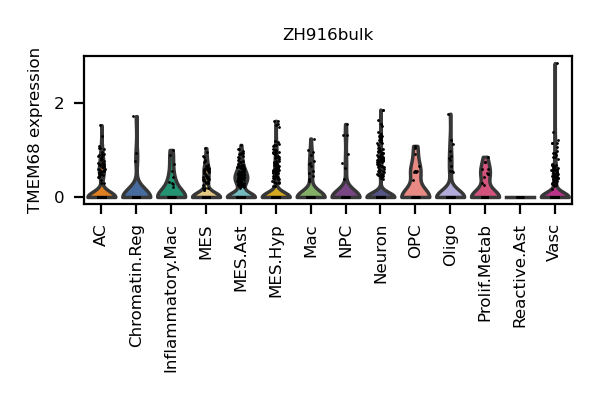 ZH916bulk
TMEM68 expression
2
0
AC
Chromatin.Reg
Inflammatory.Mac
MES
MES.Ast
MES.Hyp
Mac
NPC
Neuron
OPC
Oligo
Prolif.Metab
Reactive.Ast
Vasc